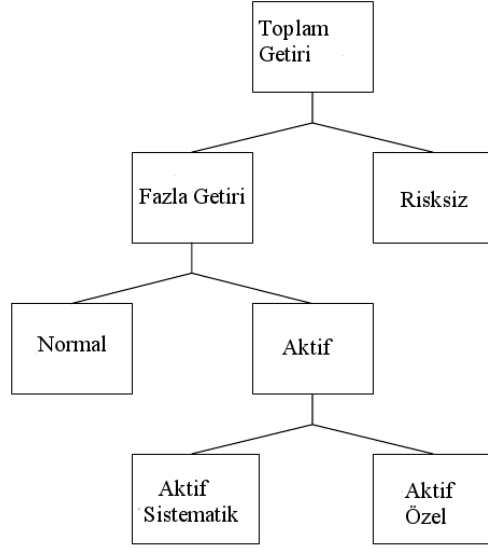 Toplam
Getiri
Fazla Getiri
Risksiz
Normal
Aktif
Aktif
Sistematik
Aktif
Özel